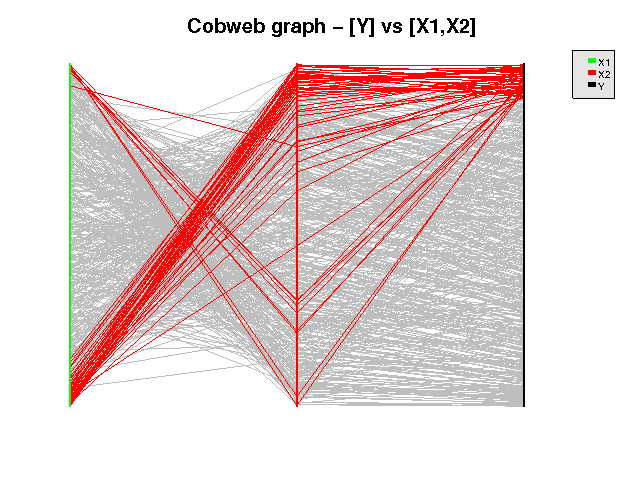 Cobweb graph – [Y] vs [X1,X2]
X1
X2
Y